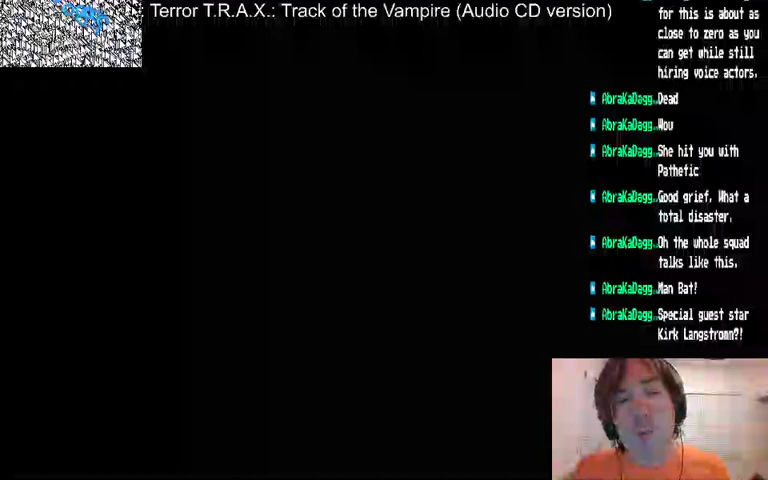 Terror T.R.A.X.: Track of the Vampire (Audio CD version)
for this is about as
close to zero as you
can get while still
hiring voice actors.
AbraKaDagg Dead
AbraKaDagg Wow
AbraKaDagg She hit you with
Pathetic
AbraKaDagg Good grief. What a
total disaster.
AbraKaDagg Oh the whole squad
talks like this.
AbraKaDagg Man Bat!
AbraKaDagg Special guest star
Kirk Langstromm?!